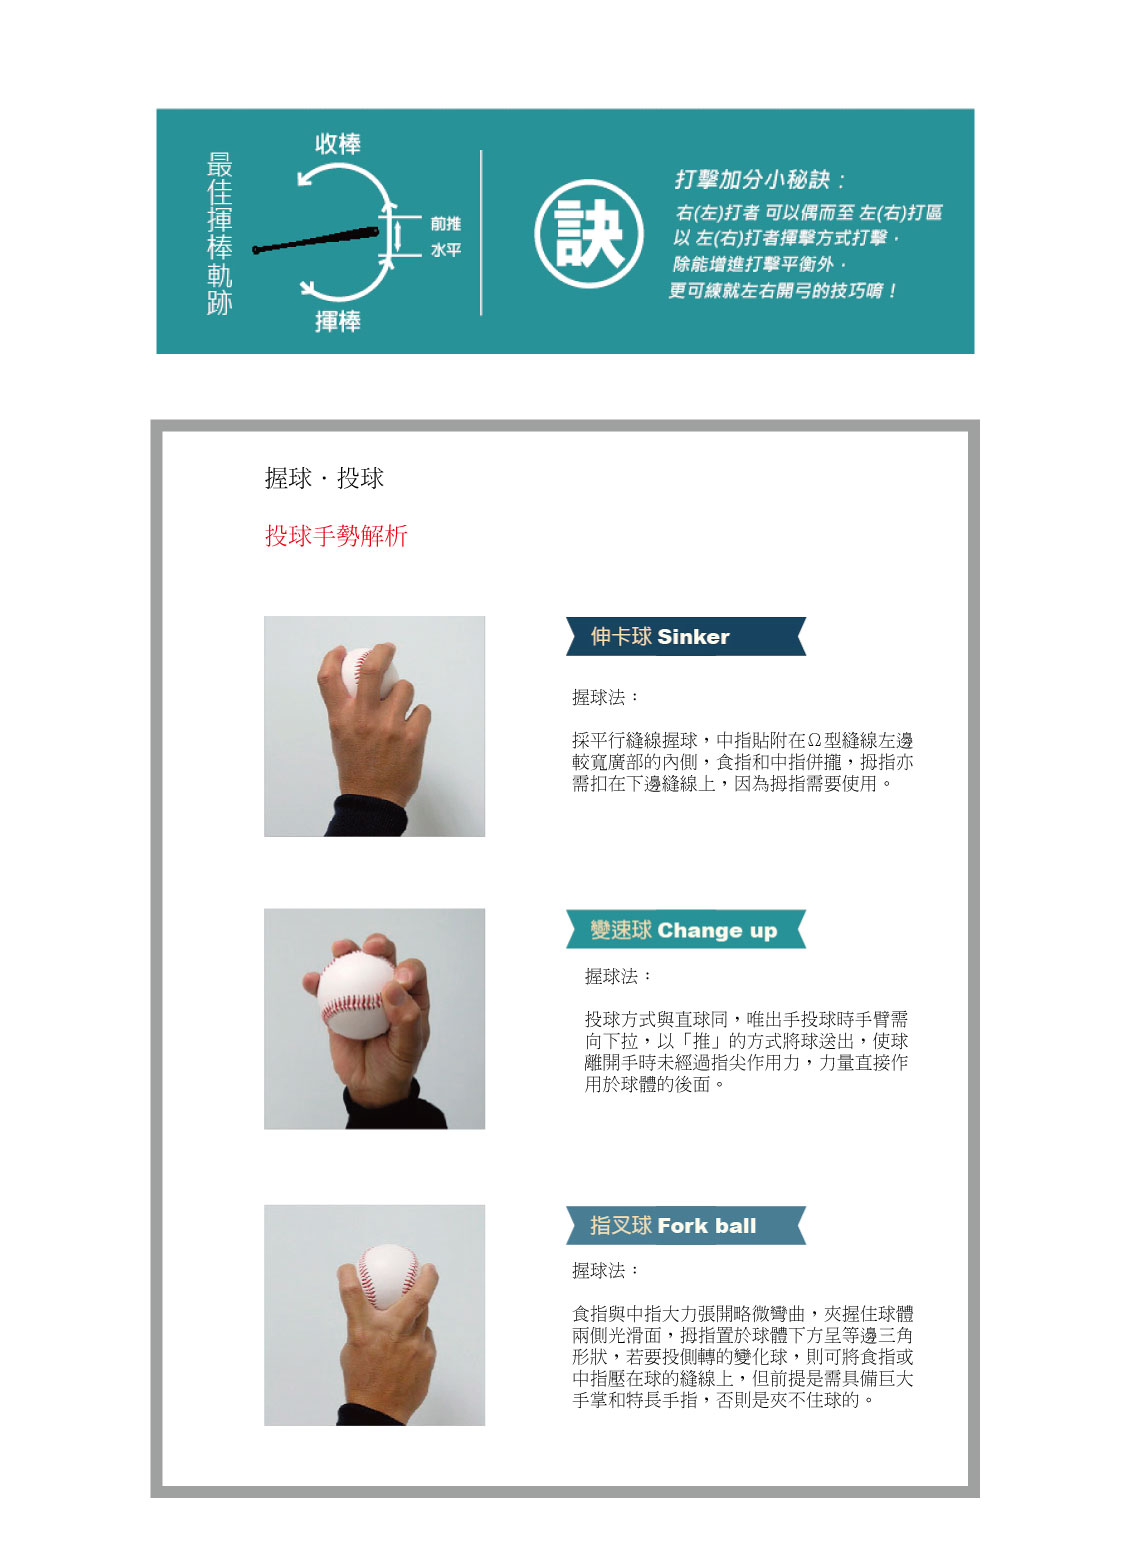 最佳揮棒軌跡
收棒
前推
水平
揮棒
訣
打擊加分小秘訣：
右(左)打者 可以偶而至 左(右)打區
以 左(右)打者揮擊方式打擊，
除能增進打擊平衡外，
更可練就左右開弓的技巧唷！
握球．投球
投球手勢解析
伸卡球 Sinker
握球法：
採平行縫線握球，中指貼附在Ω型縫線左邊
較寬廣部的內側，食指和中指併攏，拇指亦
需扣在下邊縫線上，因為拇指需要使用。
變速球 Change up
握球法：
投球方式與直球同，唯出手投球時手臂需
向下拉，以「推」的方式將球送出，使球
離開手時未經過指尖作用力，力量直接作
用於球體的後面。
指叉球 Fork ball
握球法：
食指與中指大力張開略微彎曲，夾握住球體
兩側光滑面，拇指置於球體下方呈等邊三角
形狀，若要投側轉的變化球，則可將食指或
中指壓在球的縫線上，但前提是需具備巨大
手掌和特長手指，否則是夾不住球的。